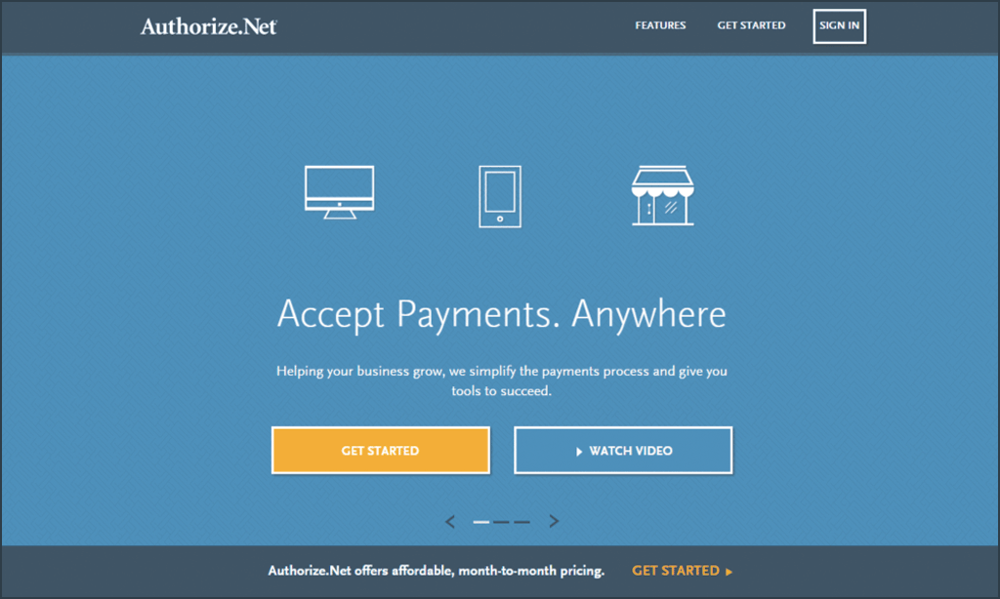 Authorize.Net
FEATURES
GET STARTED
SIGN IN
Accept Payments. Anywhere
Helping your business grow, we simplify the payments process and give you
tools to succeed.
GET STARTED
WATCH VIDEO
Authorize.Net offers affordable, month-to-month pricing.
GET STARTED